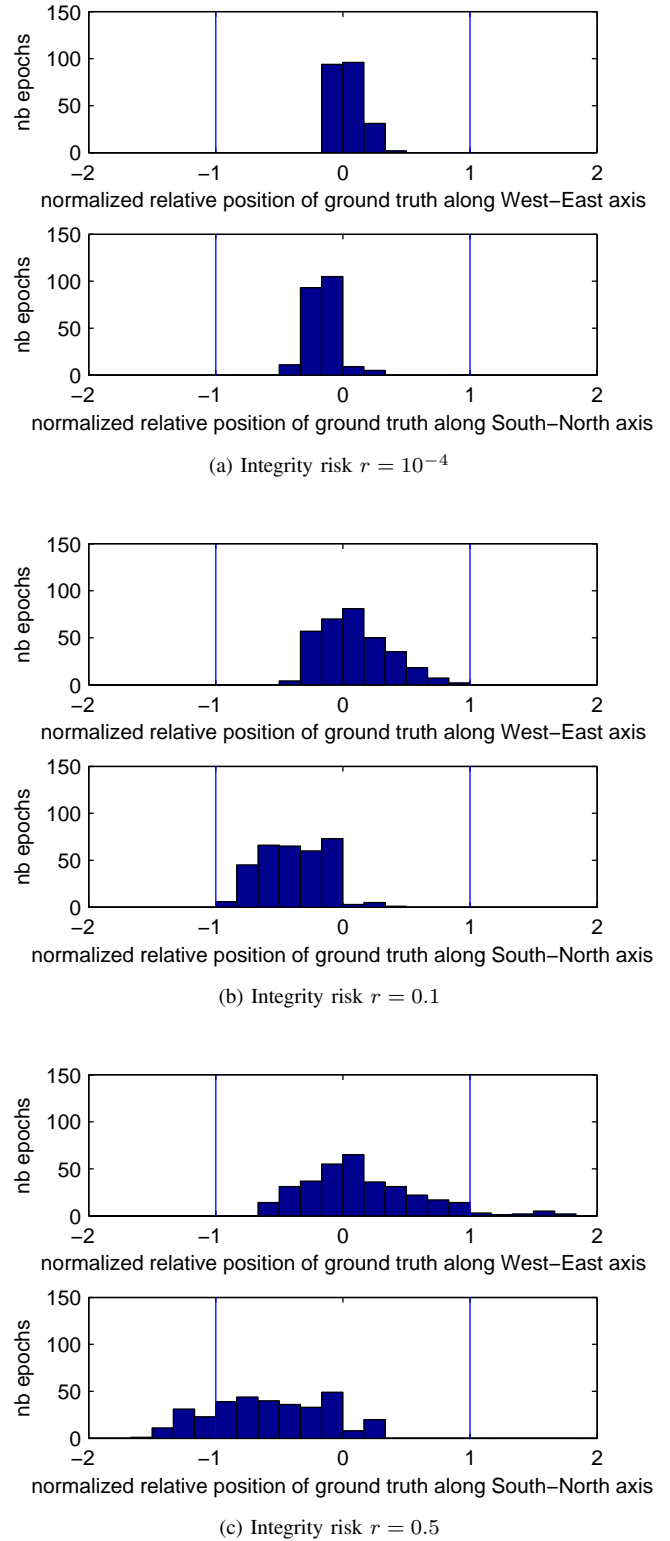 150
100
50
0
nb epochs
−2 −1 0 1 2
normalized relative position of ground truth along West−East axis
150
100
50
0
nb epochs
−2 −1 0 1 2
normalized relative position of ground truth along South−North axis
(a) Integrity risk r = 10⁻⁴
150
100
50
0
nb epochs
−2 −1 0 1 2
normalized relative position of ground truth along West−East axis
150
100
50
0
nb epochs
−2 −1 0 1 2
normalized relative position of ground truth along South−North axis
(b) Integrity risk r = 0.1
150
100
50
0
nb epochs
−2 −1 0 1 2
normalized relative position of ground truth along West−East axis
150
100
50
0
nb epochs
−2 −1 0 1 2
normalized relative position of ground truth along South−North axis
(c) Integrity risk r = 0.5